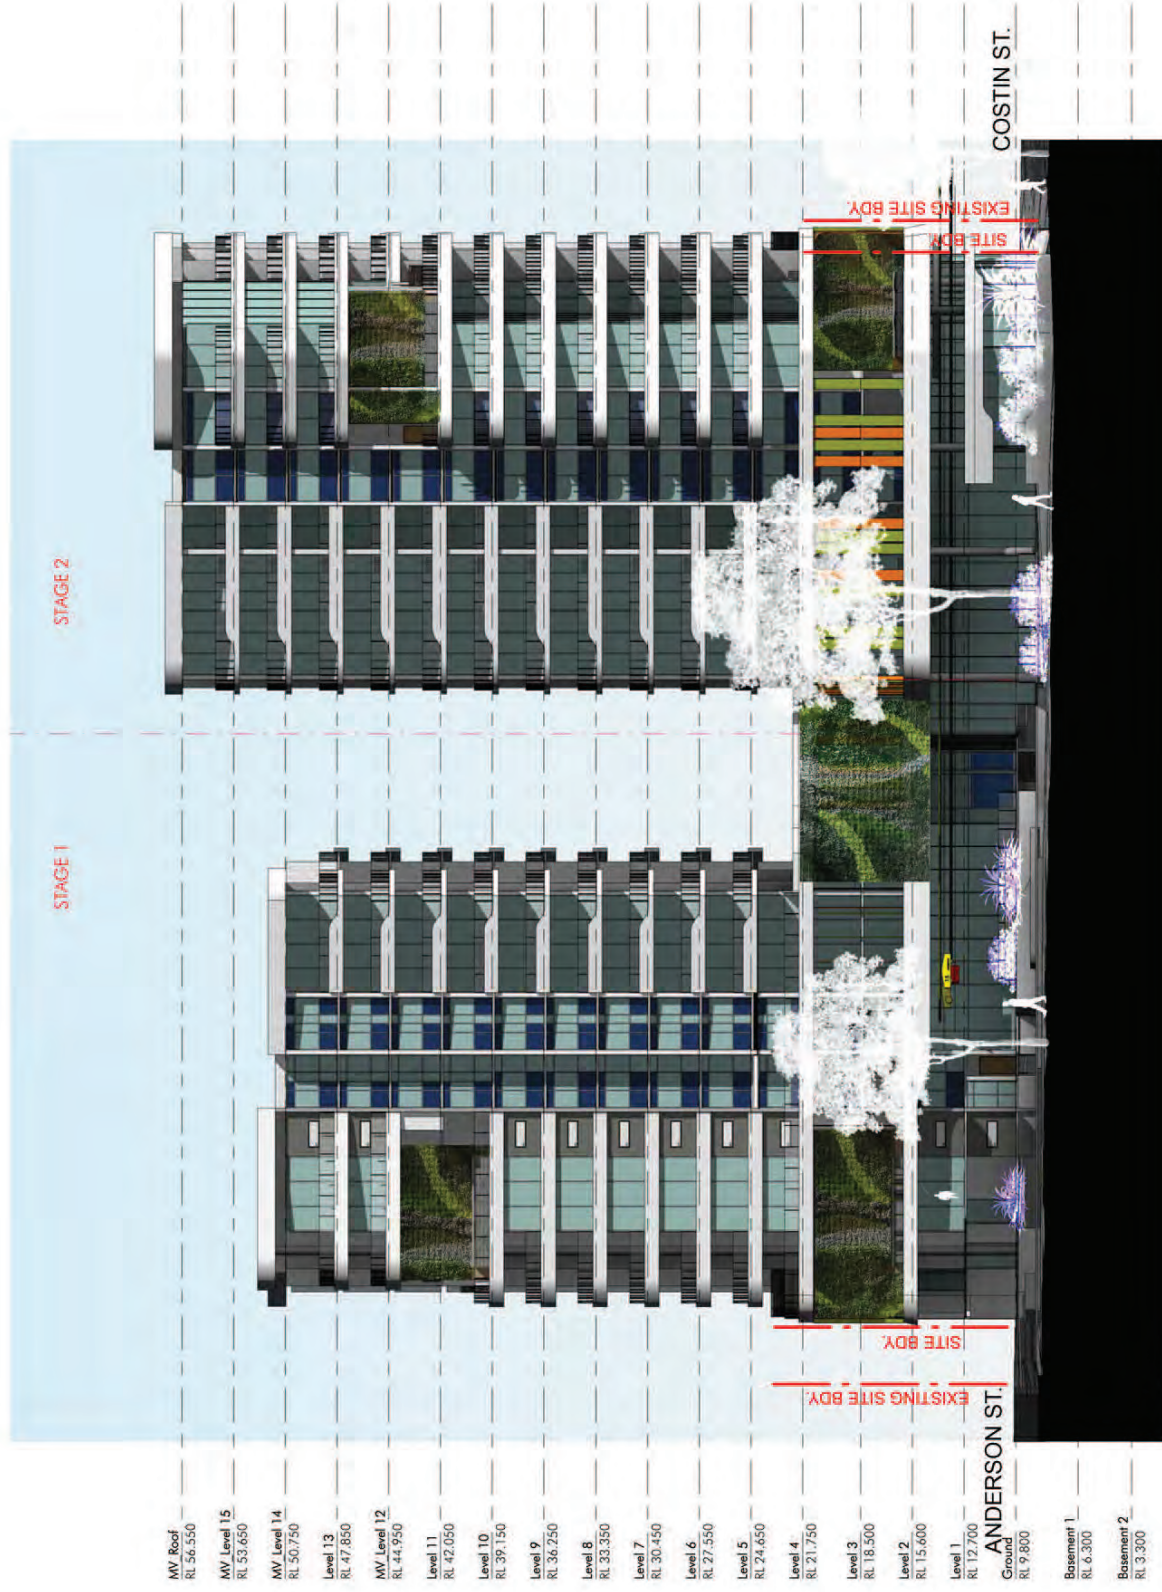 STAGE 1
STAGE 2
MV_Roof
RL 56.550
MV_Level 15
RL 53.650
MV_Level 14
RL 50.750
Level 13
RL 47.850
MV_Level 12
RL 44.950
Level 11
RL 42.050
Level 10
RL 39.150
Level 9
RL 36.250
Level 8
RL 33.350
Level 7
RL 30.450
Level 6
RL 27.550
Level 5
RL 24.650
Level 4
RL 21.750
Level 3
RL 18.500
Level 2
RL 15.600
Level 1
RL 12.700
Ground
RL 9.800
Basement 1
RL 6.300
Basement 2
RL 3.300
ANDERSON ST.
EXISTING SITE BDY.
SITE BDY.
SITE BDY.
EXISTING SITE BDY.
COSTIN ST.